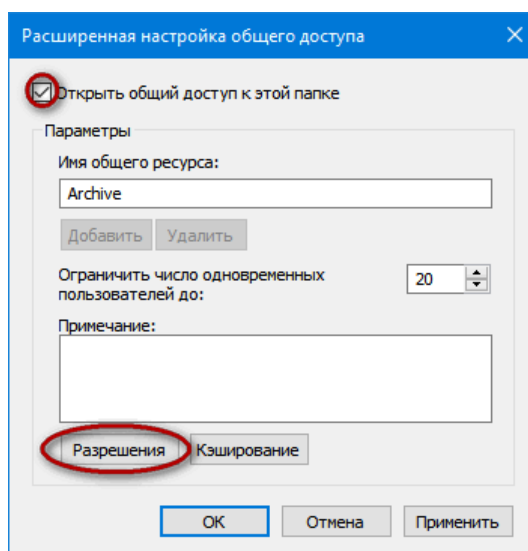 Расширенная настройка общего доступа
Открыть общий доступ к этой папке
Параметры
Имя общего ресурса:
Archive
Добавить Удалить
Ограничить число одновременных 20
пользователей до:
Примечание:
Разрешения Кэширование
ОК Отмена Применить